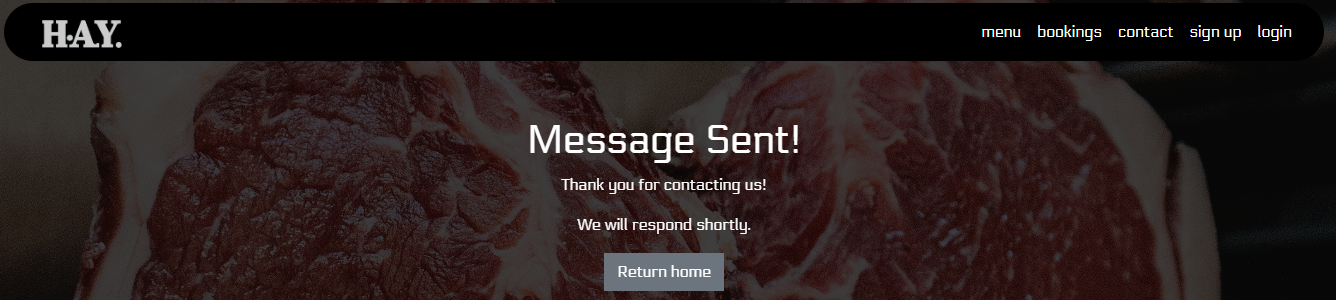 H.A.Y.
menu bookings contact sign up login
Message Sent!
Thank you for contacting us!
We will respond shortly.
Return home